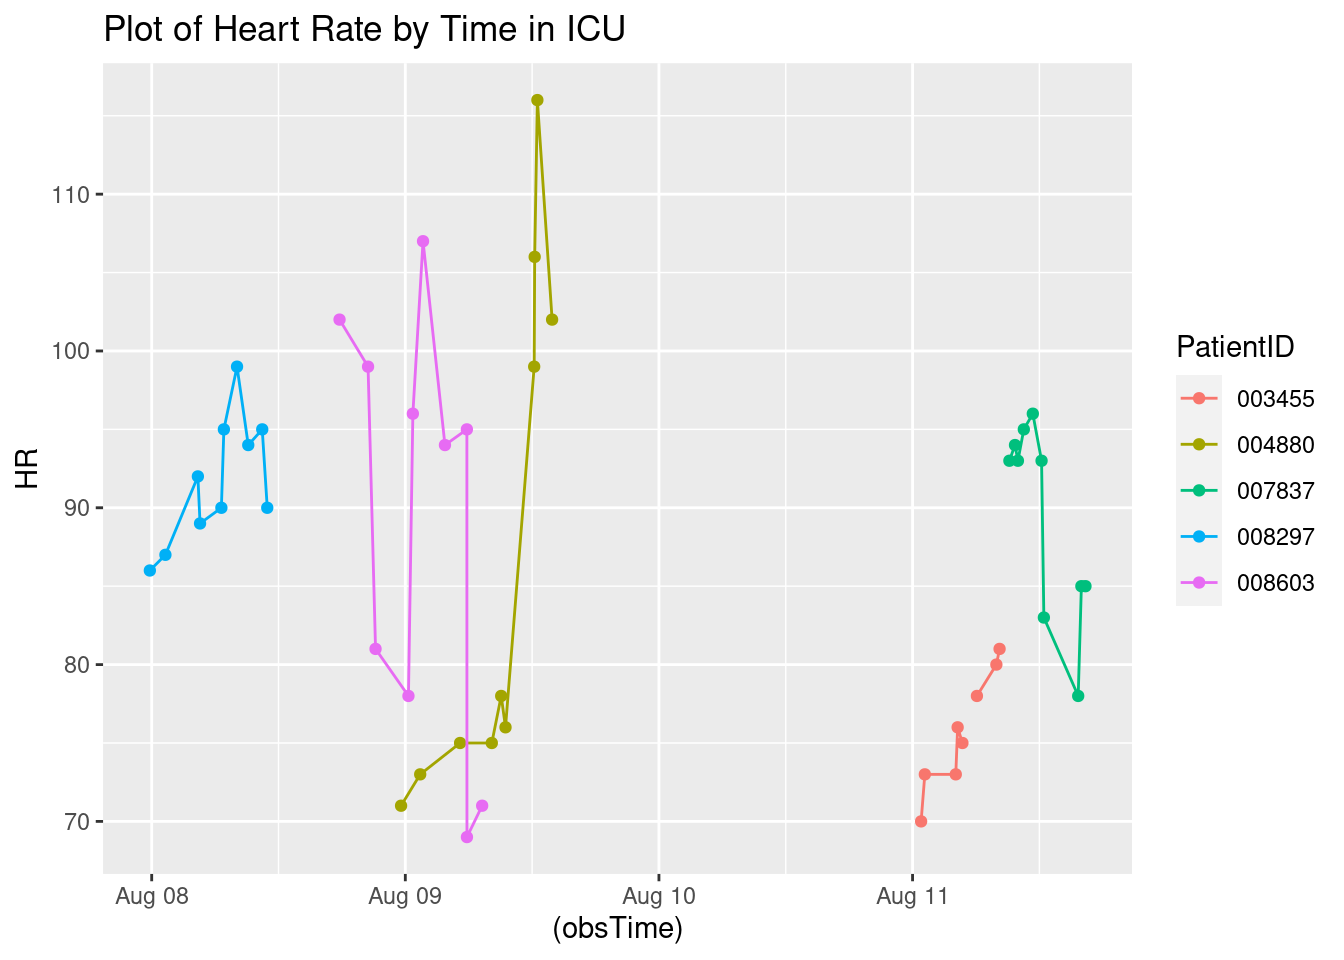 Plot of Heart Rate by Time in ICU
HR
110
100
90
80
70
Aug 08
Aug 09
Aug 10
Aug 11
(obsTime)
PatientID
003455
004880
007837
008297
008603